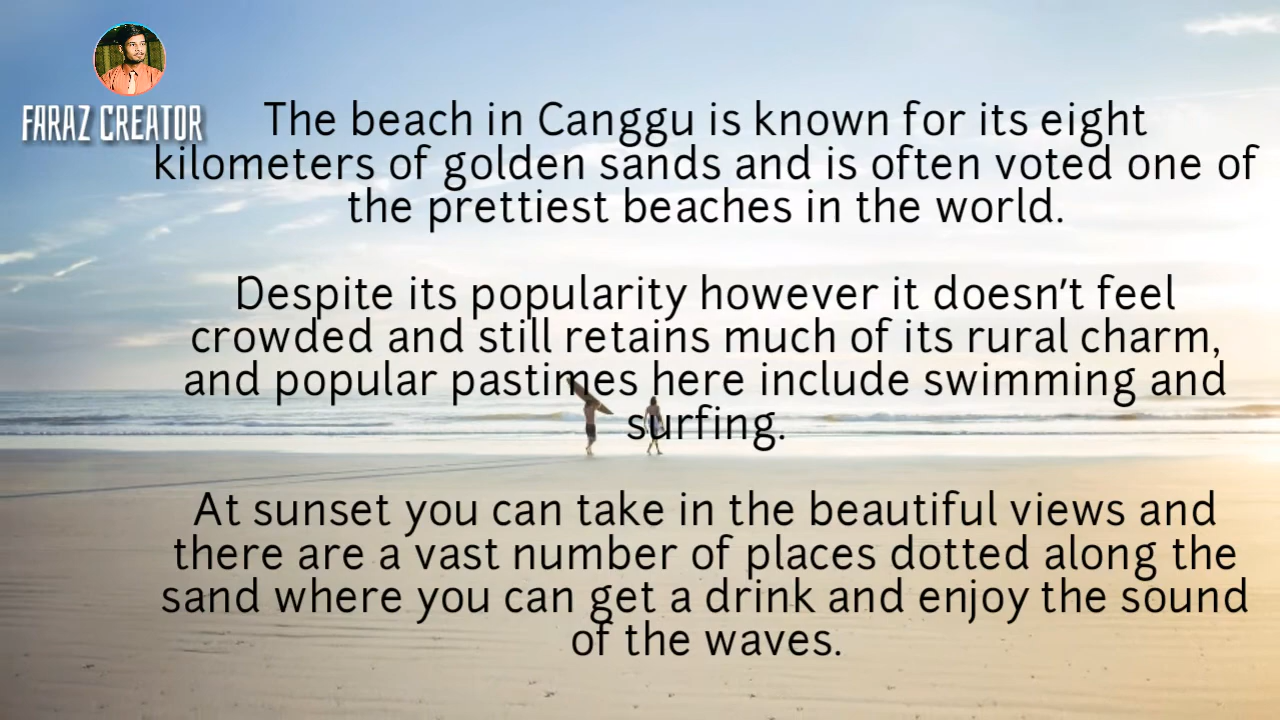 FARAZ CREATOR
The beach in Canggu is known for its eight
kilometers of golden sands and is often voted one of
the prettiest beaches in the world.
Despite its popularity however it doesn't feel
crowded and still retains much of its rural charm,
and popular pastimes here include swimming and
surfing.
At sunset you can take in the beautiful views and
there are a vast number of places dotted along the
sand where you can get a drink and enjoy the sound
of the waves.